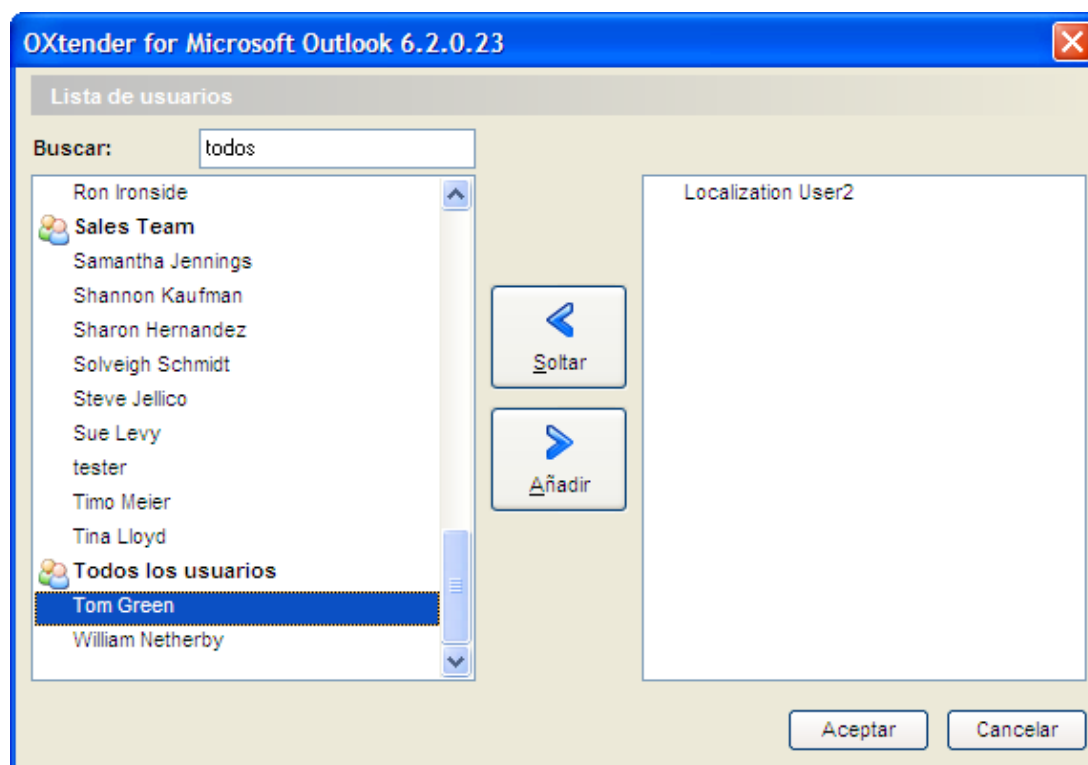 OXtender for Microsoft Outlook 6.2.0.23
Lista de usuarios
Buscar: todos
Ron Ironside
Sales Team
Samantha Jennings
Shannon Kaufman
Sharon Hernandez
Solveigh Schmidt
Steve Jellico
Sue Levy
tester
Timo Meier
Tina Lloyd
Todos los usuarios
Tom Green
William Netherby
Soltar
Añadir
Localization User2
Aceptar
Cancelar